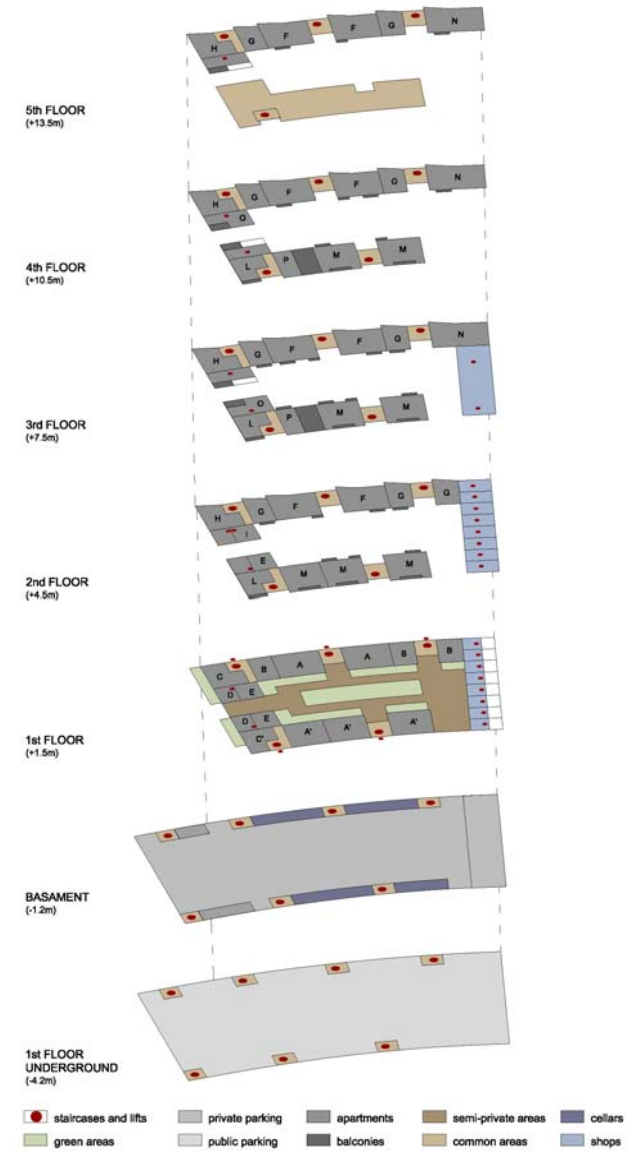 H G F F G N
5th FLOOR
(+13.5m)
H G F F G N
O
L P M M
4th FLOOR
(+10.5m)
H G F F G N
O
L P M M
3rd FLOOR
(+7.5m)
H G F F G G
I
E
L M M M
2nd FLOOR
(+4.5m)
C B A A B B
D E
D E
C' A' A' A'
1st FLOOR
(+1.5m)
BASAMENT
(-1.2m)
1st FLOOR
UNDERGROUND
(-4.2m)
staircases and lifts private parking apartments semi-private areas cellars
green areas public parking balconies common areas shops